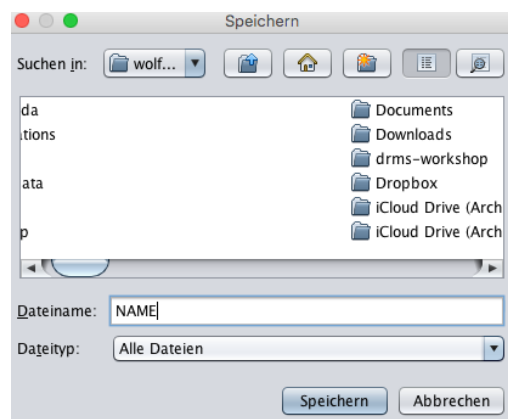 Speichern
Suchen in: wolf...
da
tions
ata
p
Documents
Downloads
drms-workshop
Dropbox
iCloud Drive (Arch
iCloud Drive (Arch
Dateiname: NAME
Dateityp: Alle Dateien
Speichern Abbrechen